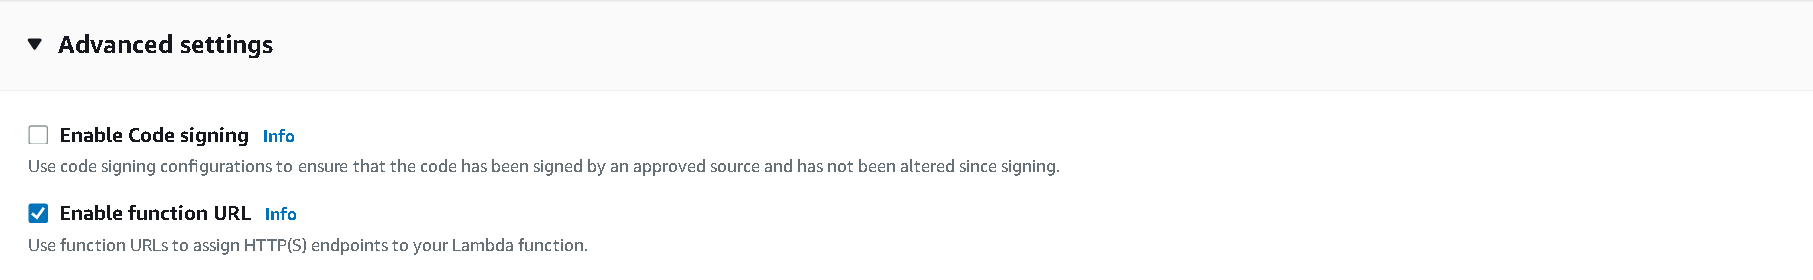 Advanced settings
Enable Code signing Info
Use code signing configurations to ensure that the code has been signed by an approved source and has not been altered since signing.
Enable function URL Info
Use function URLs to assign HTTP(S) endpoints to your Lambda function.